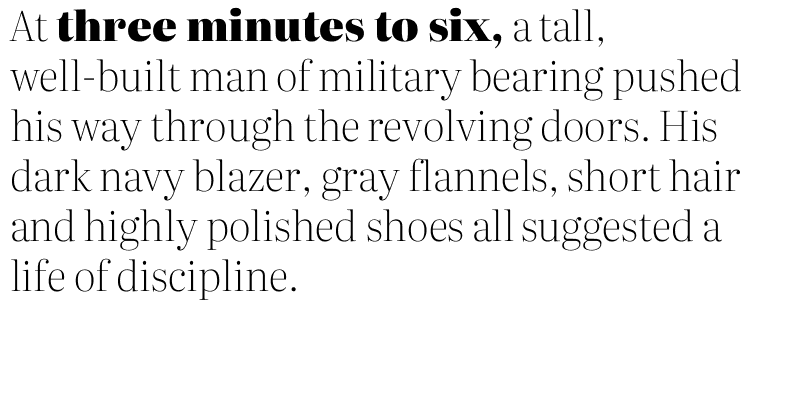 At three minutes to six, a tall,
well-built man of military bearing pushed
his way through the revolving doors. His
dark navy blazer, gray flannels, short hair
and highly polished shoes all suggested a
life of discipline.